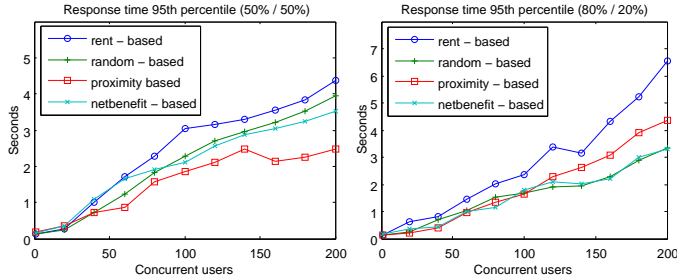 Response time 95th percentile (50% / 50%)
6
5
4
3
2
1
0
Seconds
0
50
100
150
200
Concurrent users
rent – based
random – based
proximity based
netbenefit – based
Response time 95th percentile (80% / 20%)
7
6
5
4
3
2
1
0
Seconds
0
50
100
150
200
Concurrent users
rent – based
random – based
proximity – based
netbenefit – based